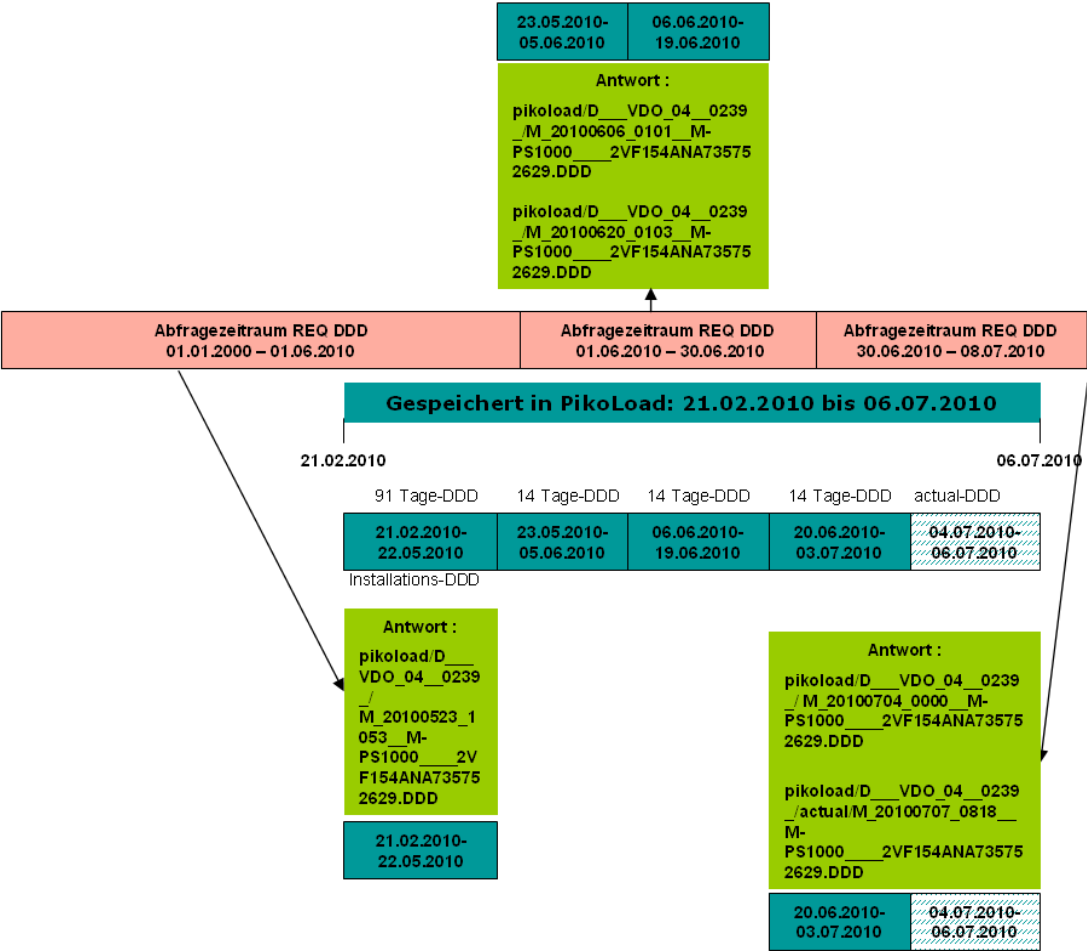 23.05.2010-
05.06.2010
06.06.2010-
19.06.2010
Antwort :
pikoload/D___VDO_04__0239
_/M_20100606_0101__M-
PS1000____2VF154ANA73575
2629.DDD
pikoload/D___VDO_04__0239
_/M_20100620_0103__M-
PS1000____2VF154ANA73575
2629.DDD
Abfragezeitraum REQ DDD
01.01.2000 – 01.06.2010
Abfragezeitraum REQ DDD
01.06.2010 – 30.06.2010
Abfragezeitraum REQ DDD
30.06.2010 – 08.07.2010
Gespeichert in PikoLoad: 21.02.2010 bis 06.07.2010
21.02.2010
06.07.2010
91 Tage-DDD
14 Tage-DDD
14 Tage-DDD
14 Tage-DDD
actual-DDD
21.02.2010-
22.05.2010
23.05.2010-
05.06.2010
06.06.2010-
19.06.2010
20.06.2010-
03.07.2010
04.07.2010-
06.07.2010
Installations-DDD
Antwort :
pikoload/D___
VDO_04__0239
_/
M_20100523_1
053__M-
PS1000____2V
F154ANA73575
2629.DDD
21.02.2010-
22.05.2010
Antwort :
pikoload/D___VDO_04__0239
_/ M_20100704_0000__M-
PS1000____2VF154ANA73575
2629.DDD
pikoload/D___VDO_04__0239
_/actual/M_20100707_0818__
M-
PS1000____2VF154ANA73575
2629.DDD
20.06.2010-
03.07.2010
04.07.2010-
06.07.2010